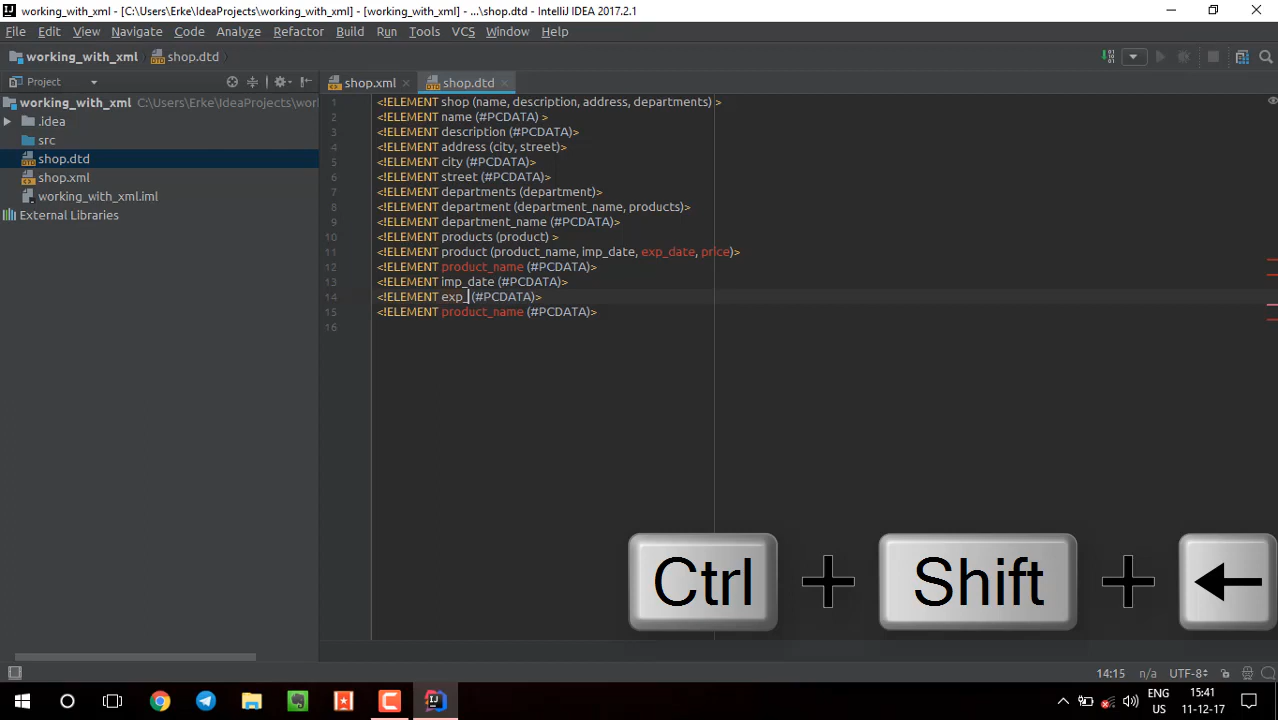 working_with_xml - [C:\Users\Erke\IdeaProjects\working_with_xml] - [working_with_xml] - ...\shop.dtd - IntelliJ IDEA 2017.2.1
File Edit View Navigate Code Analyze Refactor Build Run Tools VCS Window Help
working_with_xml shop.dtd
Project
shop.xml shop.dtd
working_with_xml C:\Users\Erke\IdeaProjects\wor
.idea
src
shop.dtd
shop.xml
working_with_xml.iml
External Libraries
1 <!ELEMENT shop (name, description, address, departments) >
2 <!ELEMENT name (#PCDATA) >
3 <!ELEMENT description (#PCDATA)>
4 <!ELEMENT address (city, street)>
5 <!ELEMENT city (#PCDATA)>
6 <!ELEMENT street (#PCDATA)>
7 <!ELEMENT departments (department)>
8 <!ELEMENT department (department_name, products)>
9 <!ELEMENT department_name (#PCDATA)>
10 <!ELEMENT products (product) >
11 <!ELEMENT product (product_name, imp_date, exp_date, price)>
12 <!ELEMENT product_name (#PCDATA)>
13 <!ELEMENT imp_date (#PCDATA)>
14 <!ELEMENT exp_ (#PCDATA)>
15 <!ELEMENT product_name (#PCDATA)>
16
Ctrl + Shift + ←
14:15 n/a UTF-8
ENG 15:41
US 11-12-17